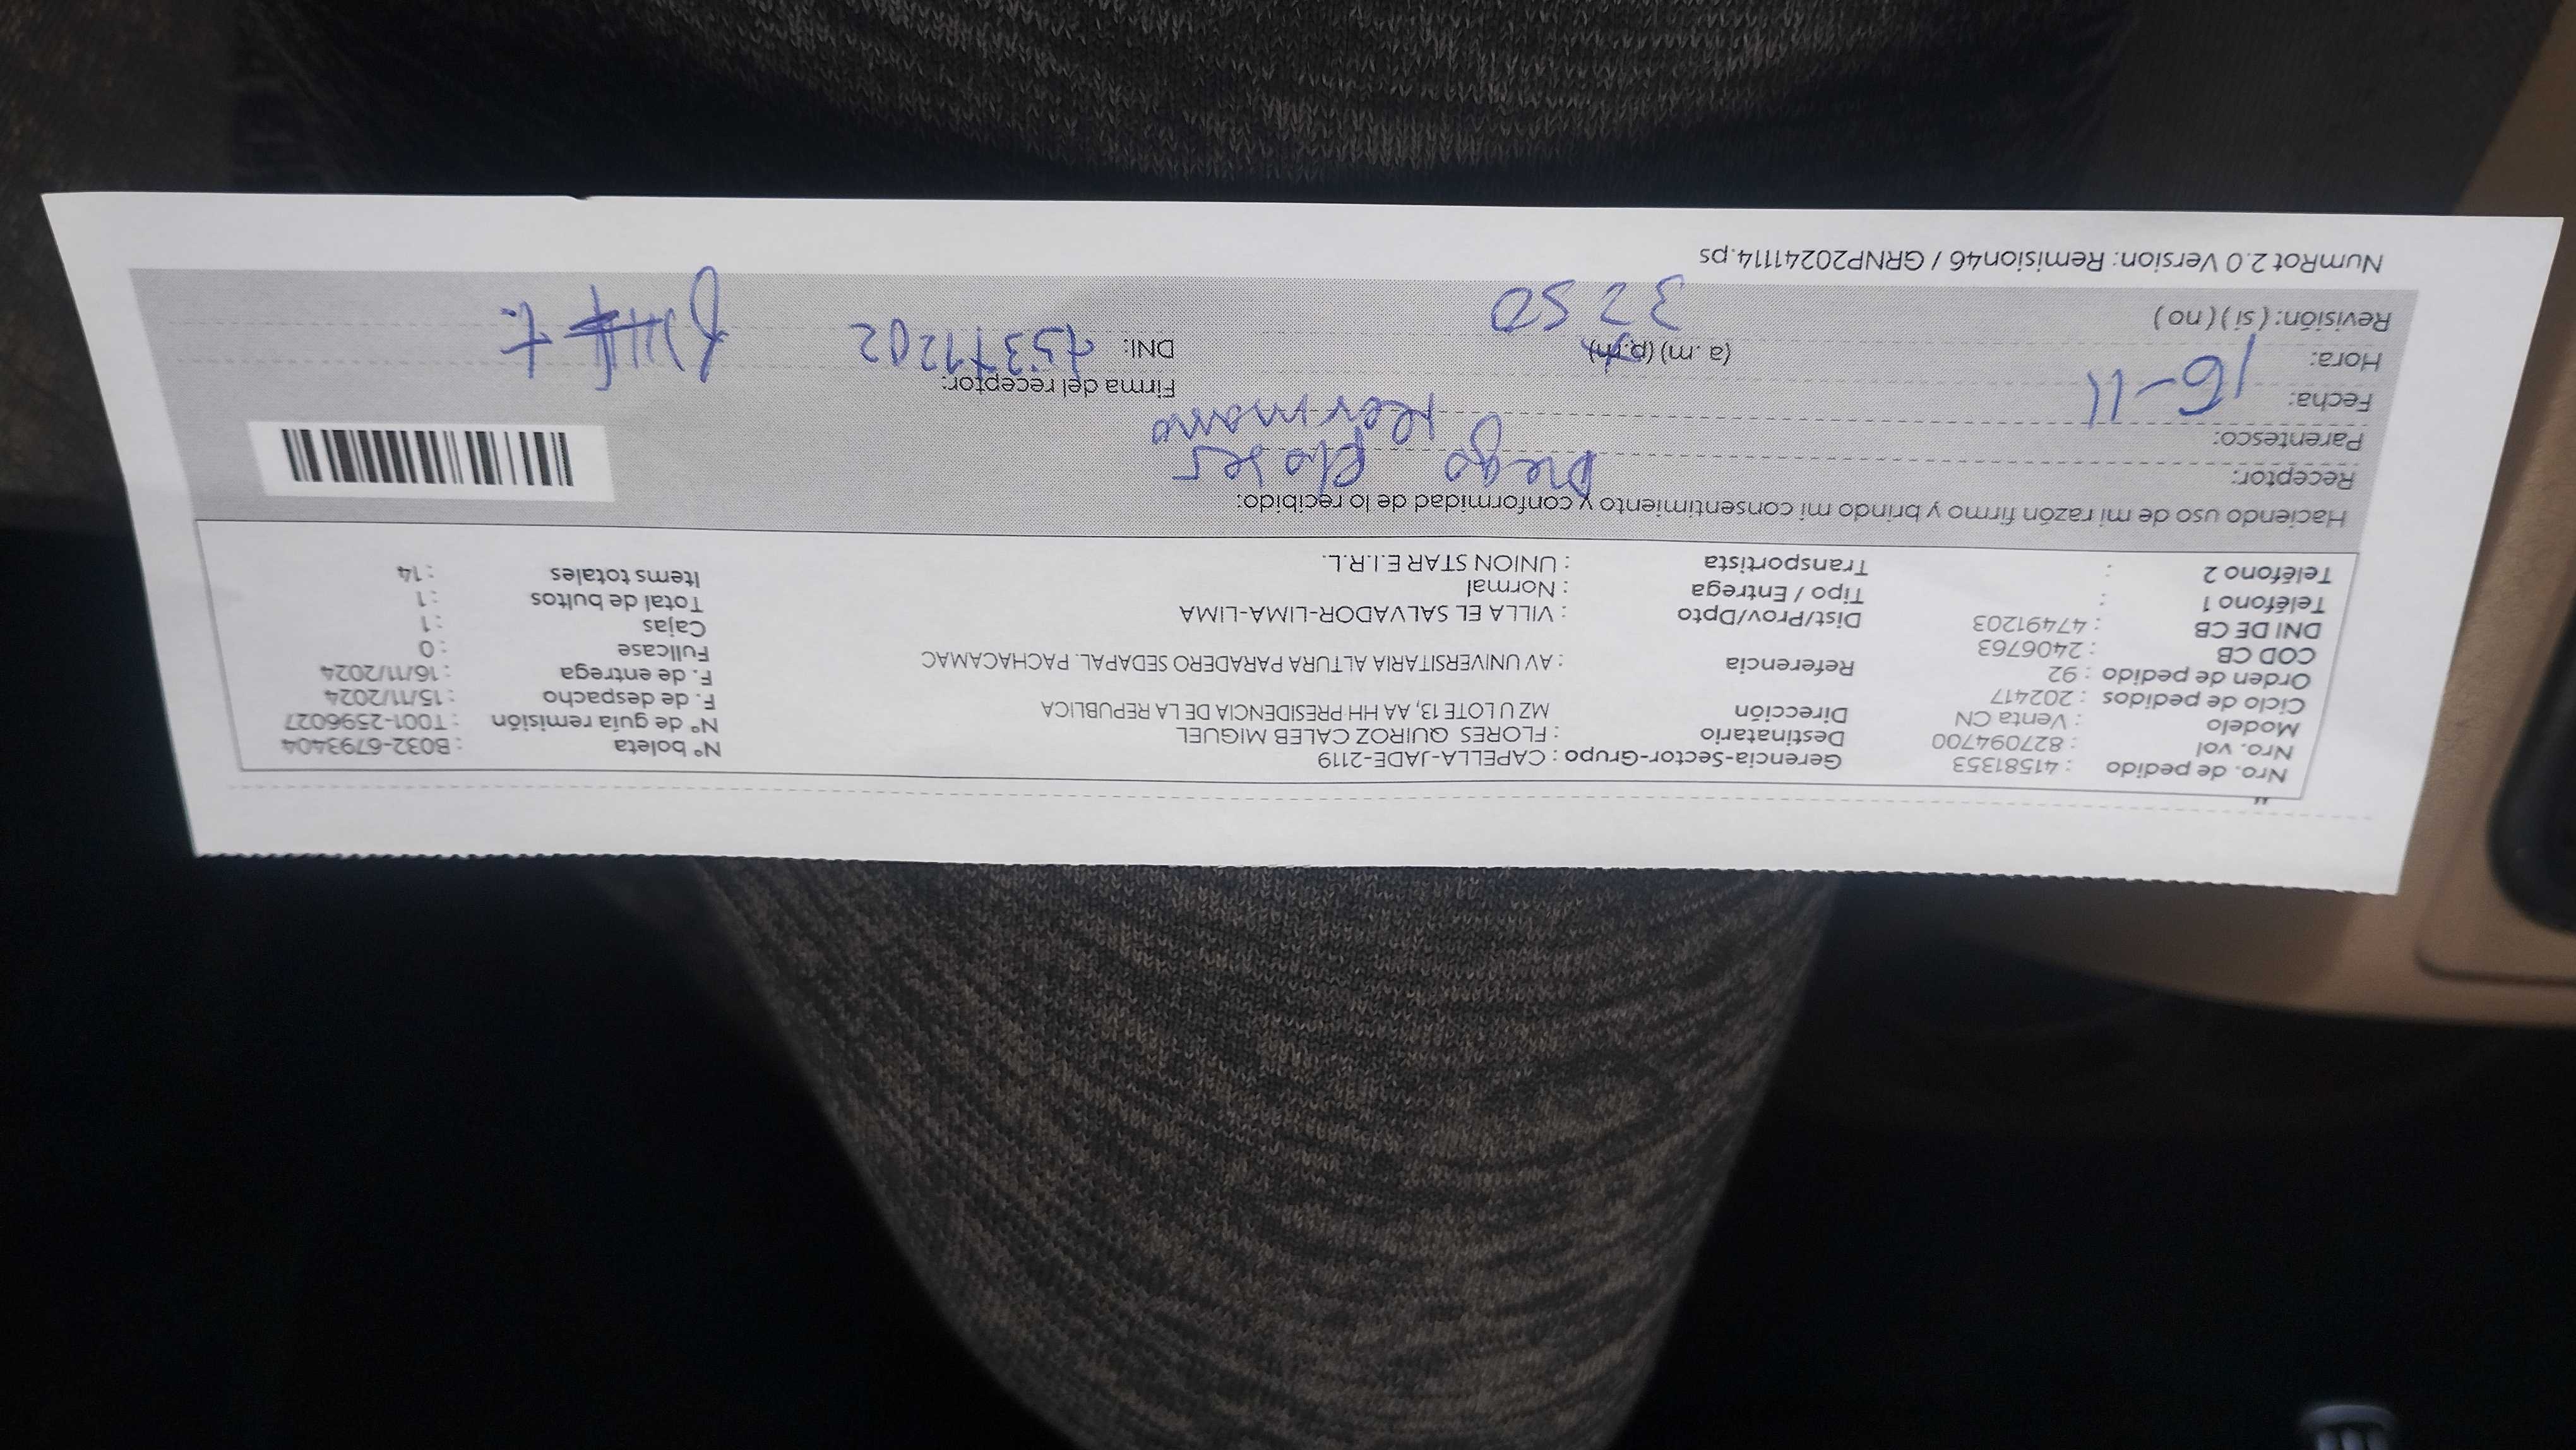 Nro. de pedido : 41581353 Gerencia-Sector-Grupo : CAPELLA-JADE-2119 N° boleta : B032-6793404
Nro. vol : 827094700 Destinatario : FLORES QUIROZ CALEB MIGUEL N° de guía remisión : T001-2596027
Modelo : Venta CN Dirección MZ U LOTE 13, AA HH PRESIDENCIA DE LA REPUBLICA F. de despacho : 15/11/2024
Ciclo de pedidos : 202417 F. de entrega : 16/11/2024
Orden de pedido : 92 Referencia : AV UNIVERSITARIA ALTURA PARADERO SEDAPAL. PACHACAMAC Fullcase : 0
COD CB : 2406763 Cajas : 1
DNI DE CB : 47491203 Dist/Prov/Dpto : VILLA EL SALVADOR-LIMA-LIMA Total de bultos : 1
Teléfono 1 : Tipo / Entrega : Normal Items totales : 14
Teléfono 2 : Transportista : UNION STAR E.I.R.L.
Haciendo uso de mi razón firmo y brindo mi consentimiento y conformidad de lo recibido:
Receptor: Diego
Parentesco: Hermano
Fecha: 16-11 Firma del receptor:
Hora: (a .m) (p.m) DNI:
Revisión: ( si ) ( no ) 3250
NumRot 2.0 Version: Remision46 / GRNP20241114.ps